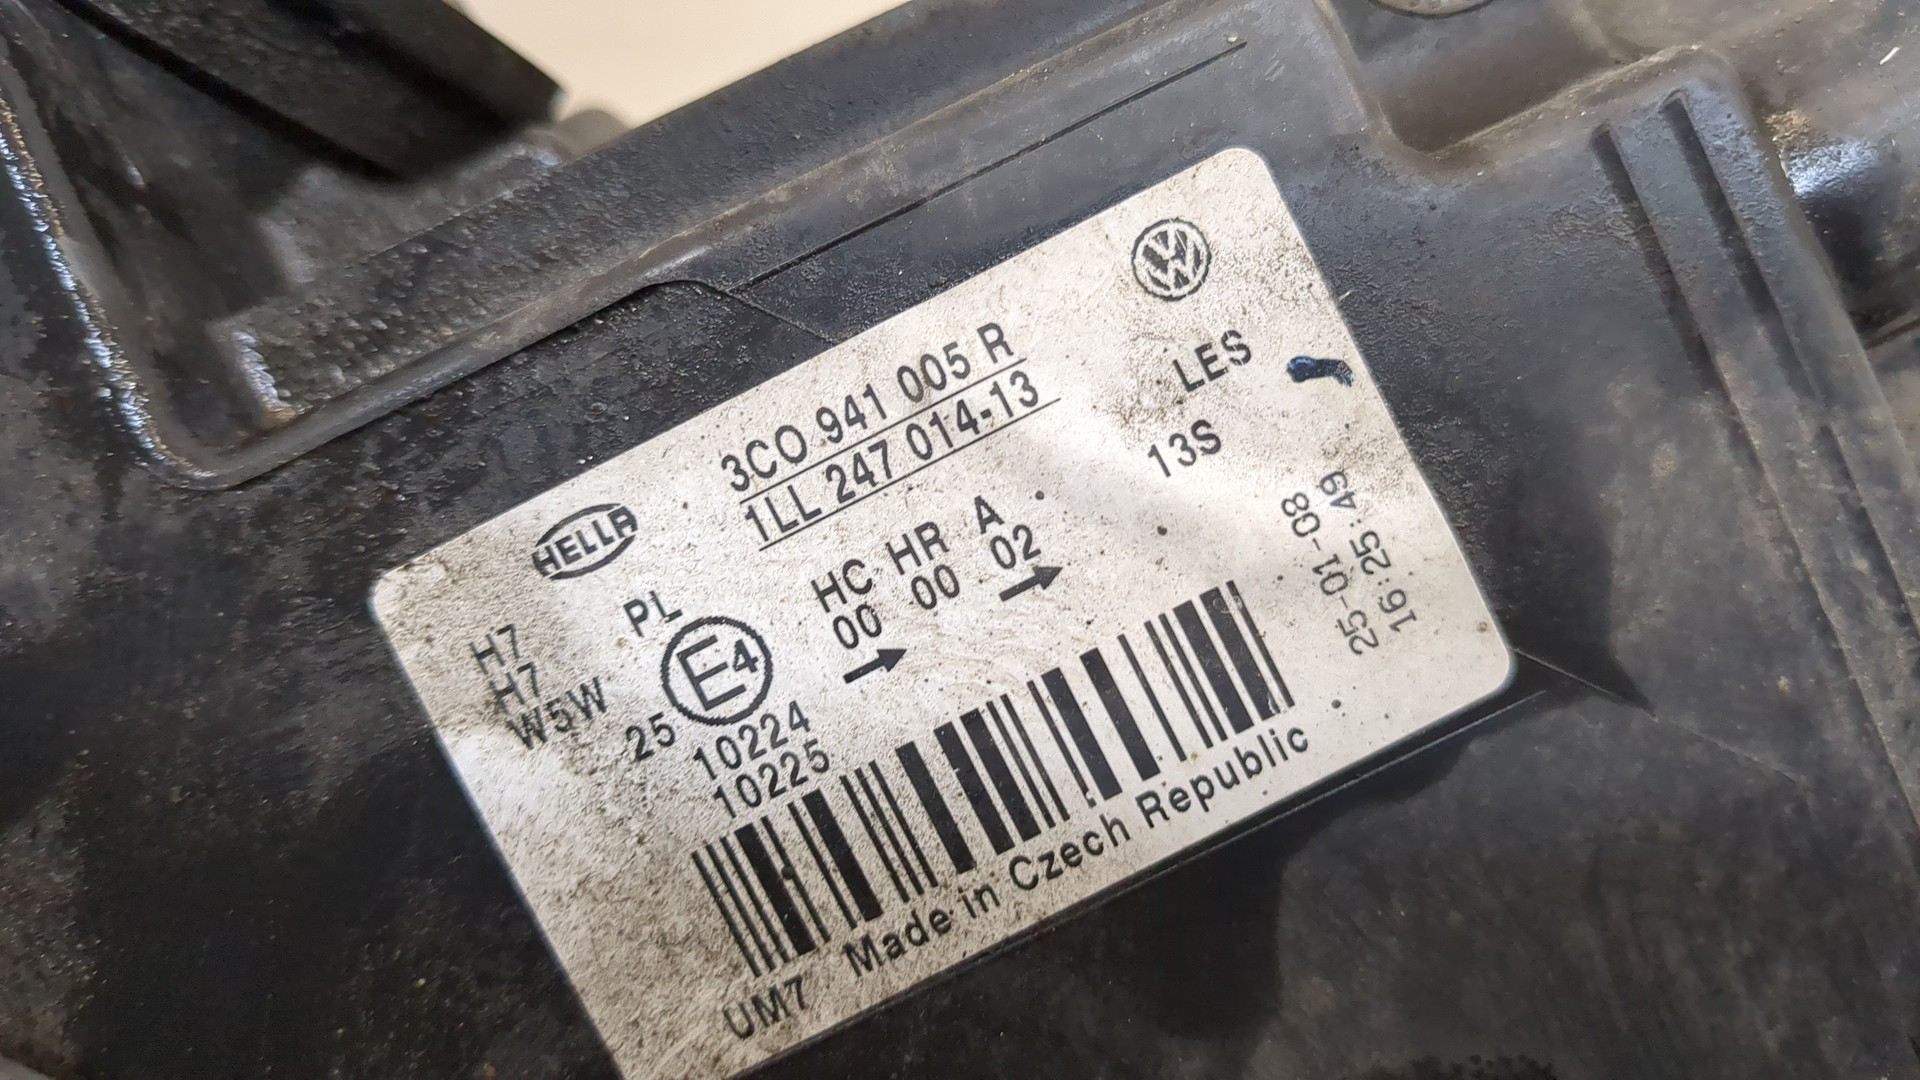 3CO 941 005 R
1LL 247 014-13
LES
13S
HELLA
HC HR A
00 00 02
PL
E4
H7
H7
W5W
25
10224
10225
25-01-08
16:25:49
UM7 Made in Czech Republic